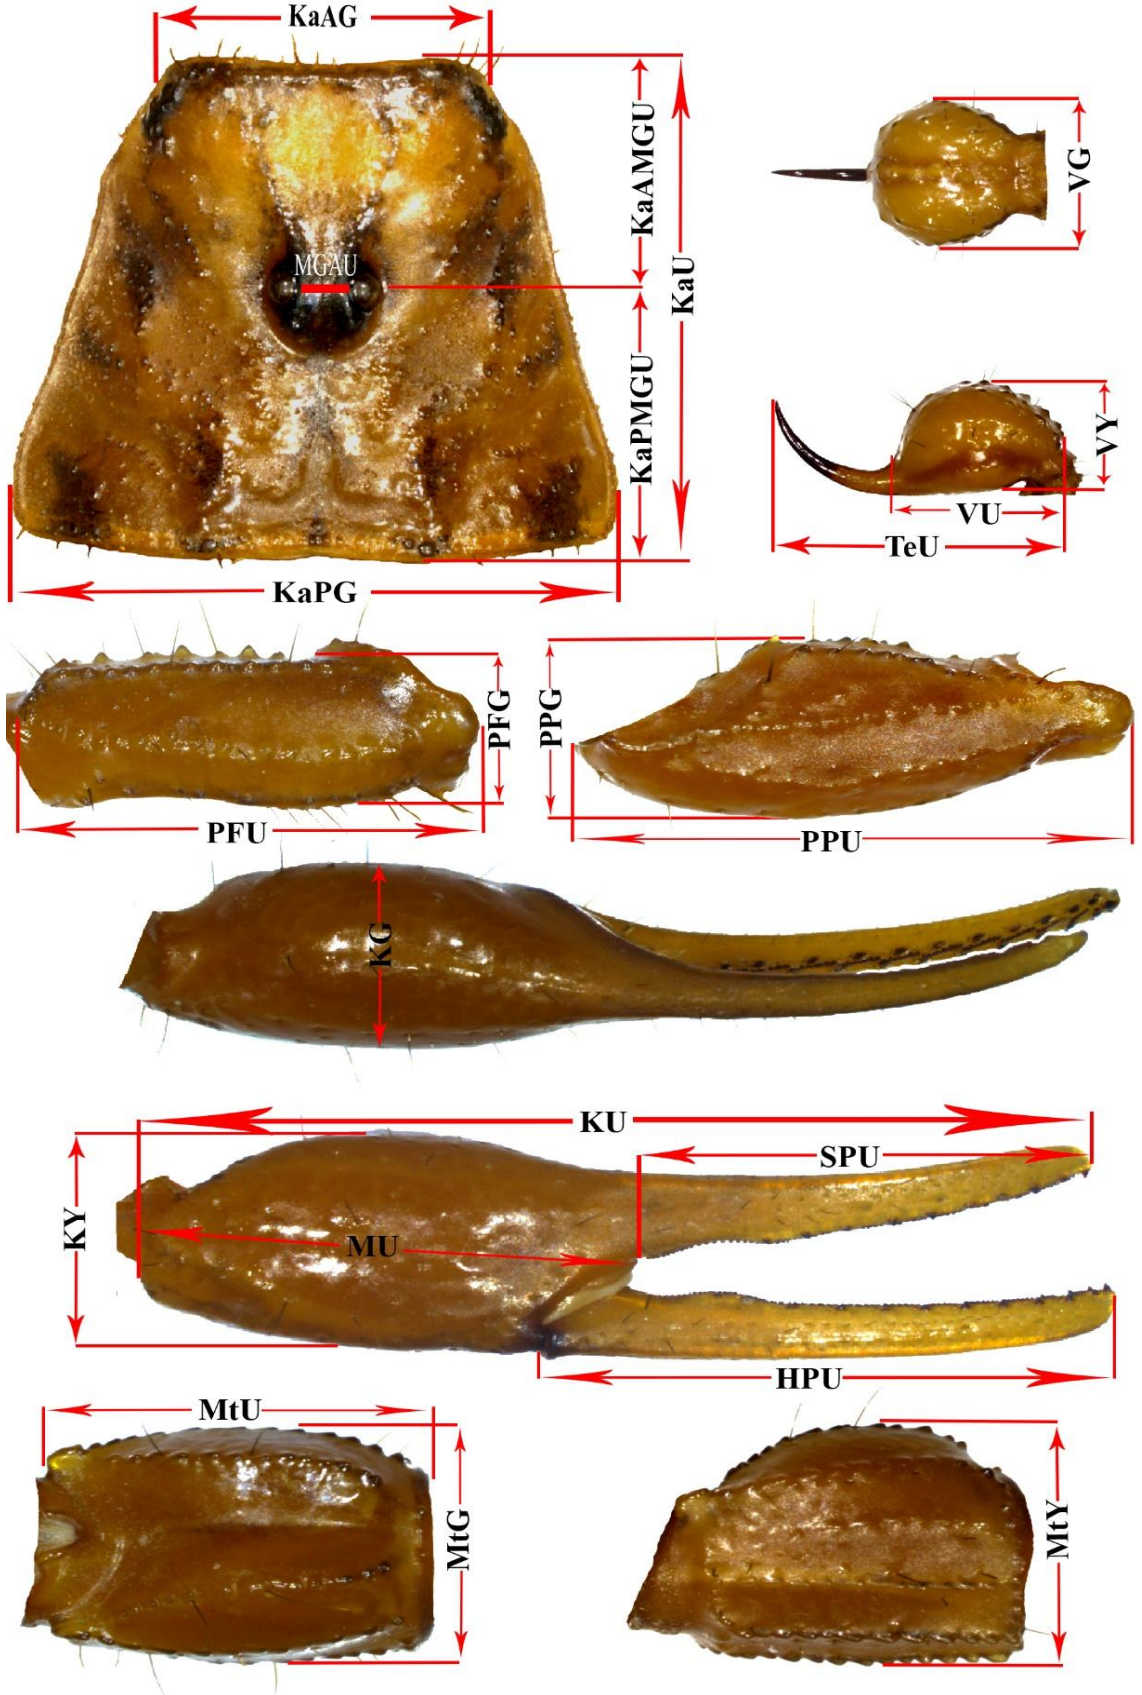 KaAG
KaAMGU
KaU
MGAU
KaPMGU
KaPG
VG
VY
VU
TeU
PFG
PFU
PPG
PPU
KG
KU
SPU
KY
MU
HPU
MtU
MtG
MtY